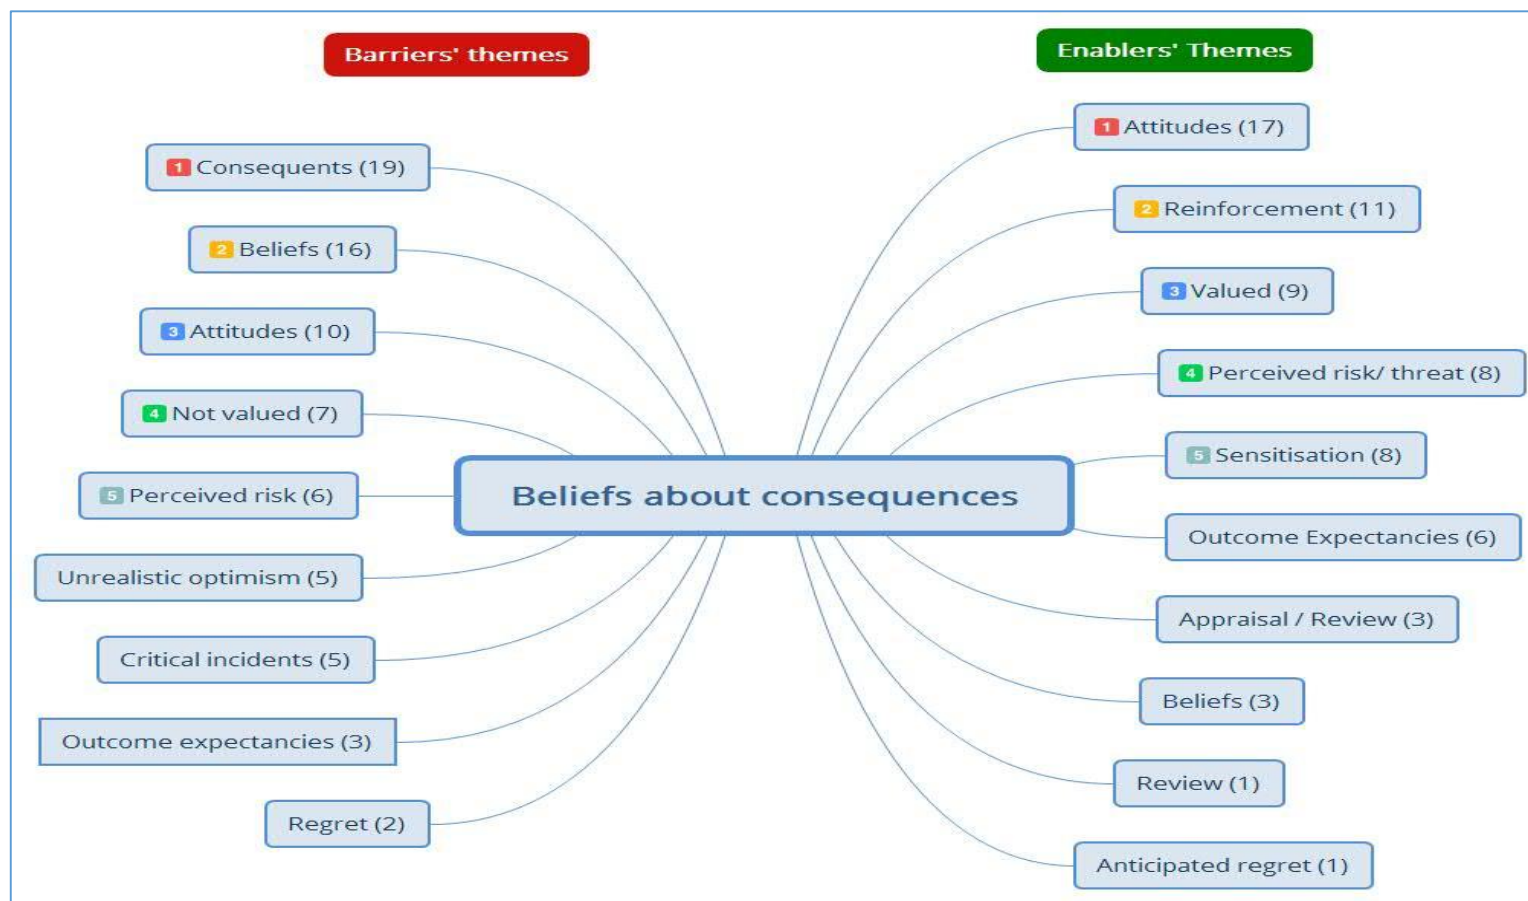 Barriers' themes
1 Consequents (19)
2 Beliefs (16)
3 Attitudes (10)
4 Not valued (7)
5 Perceived risk (6)
Unrealistic optimism (5)
Critical incidents (5)
Outcome expectancies (3)
Regret (2)
Beliefs about consequences
Enablers' Themes
1 Attitudes (17)
2 Reinforcement (11)
3 Valued (9)
4 Perceived risk/ threat (8)
5 Sensitisation (8)
Outcome Expectancies (6)
Appraisal / Review (3)
Beliefs (3)
Review (1)
Anticipated regret (1)